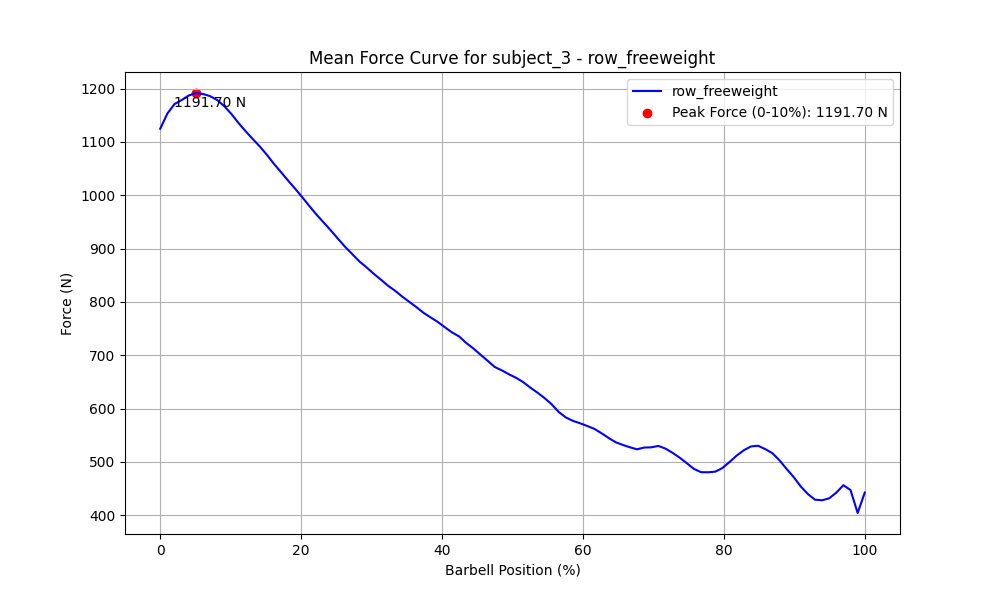 Mean Force Curve for subject_3 - row_freeweight
row_freeweight
Peak Force (0-10%): 1191.70 N
1191.70 N
1200
1100
1000
900
800
700
600
500
400
Force (N)
0 20 40 60 80 100
Barbell Position (%)